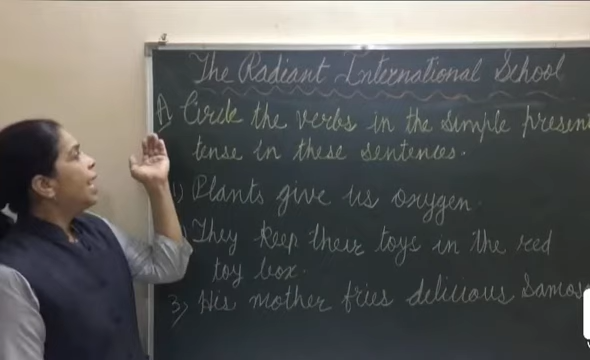 The Radiant International School
A Circle the verbs in the simple present
tense in these sentences.
1) Plants give us oxygen.
) They keep their toys in the red
toy box.
3) His mother fries delicious Samos